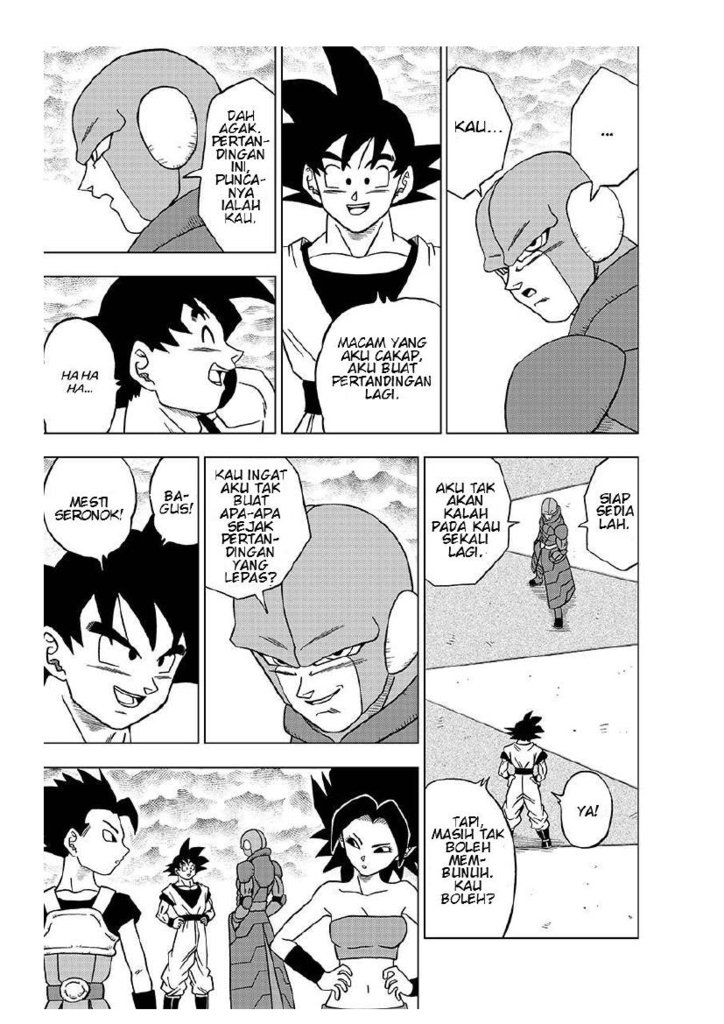 ...
KAU...
MACAM YANG
AKU CAKAP,
AKU BUAT
PERTANDINGAN
LAGI.
DAH
AGAK.
PERTAN-
DINGAN
INI,
PUNCA-
NYA
IALAH
KAU.
HA HA
HA...
SIAP
SEDIA
LAH.
AKU TAK
AKAN
KALAH
PADA KAU
SEKALI
LAGI.
YA!
TAPI,
MASIH TAK
BOLEH
MEM-
BUNUH.
KAU
BOLEH?
KAU INGAT
AKU TAK
BUAT
APA-APA
SEJAK
PERTAN-
DINGAN
YANG
LEPAS?
BA-
GUS!
MESTI
SERONOK!